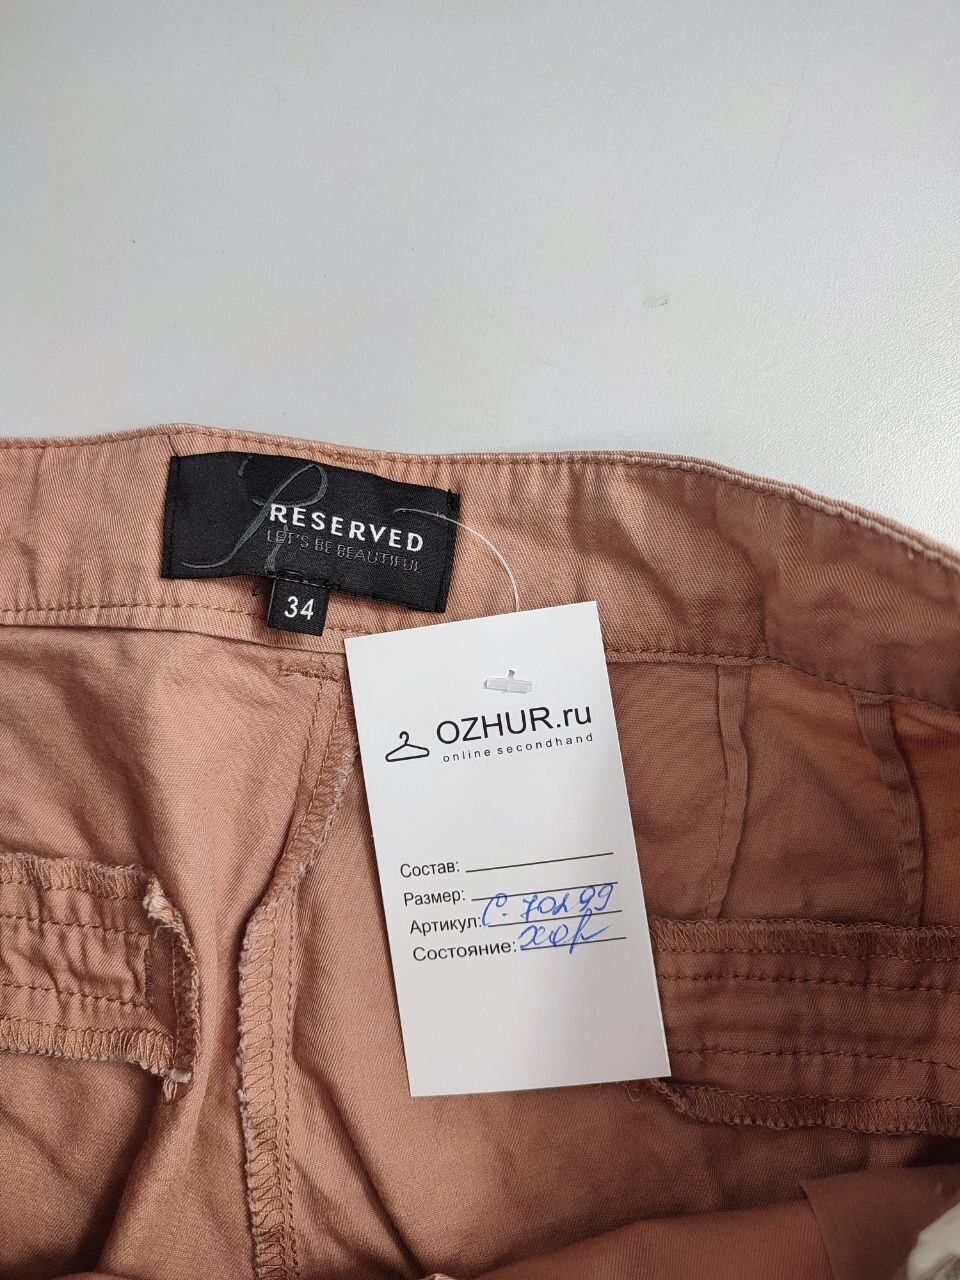 RESERVED
LET'S BE BEAUTIFUL
34
OZHUR.ru
online secondhand
Состав:
Размер:
Артикул: С-70299
Состояние: хор